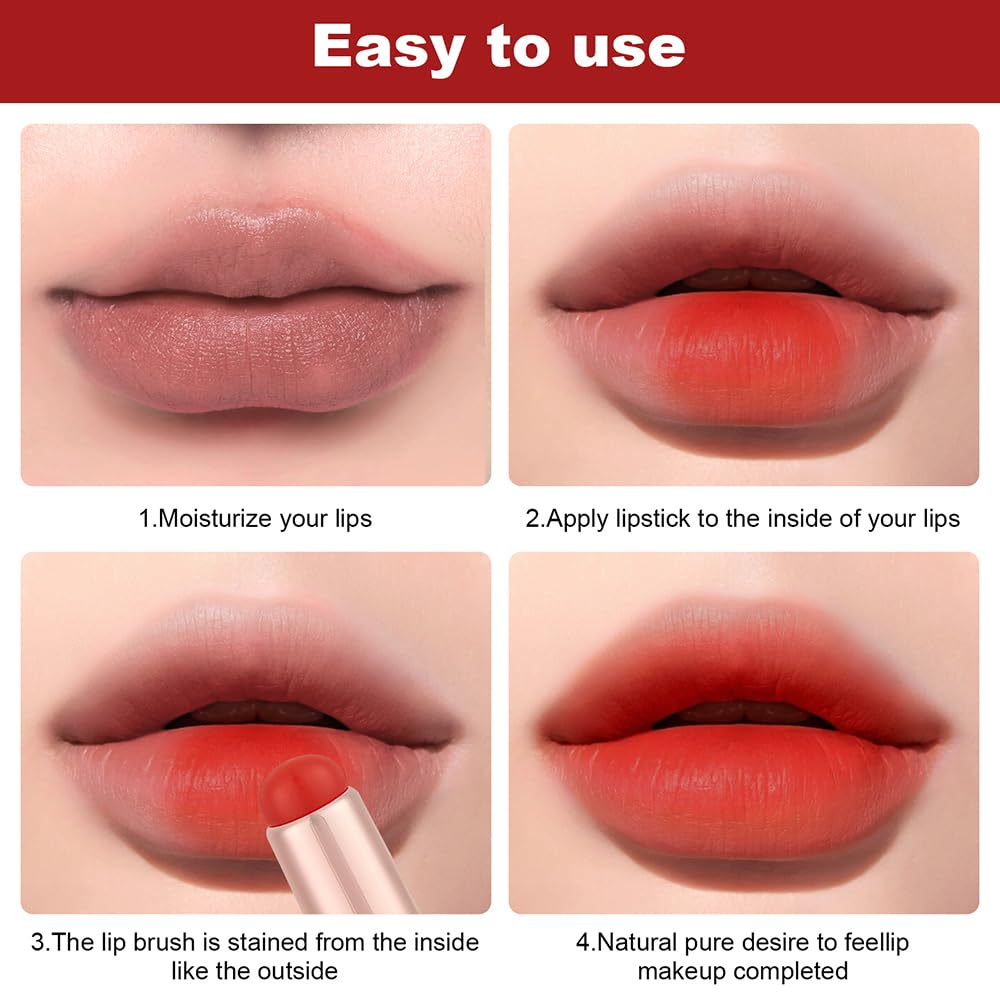 Easy to use
1.Moisturize your lips
2.Apply lipstick to the inside of your lips
3.The lip brush is stained from the inside
like the outside
4.Natural pure desire to feellip
makeup completed